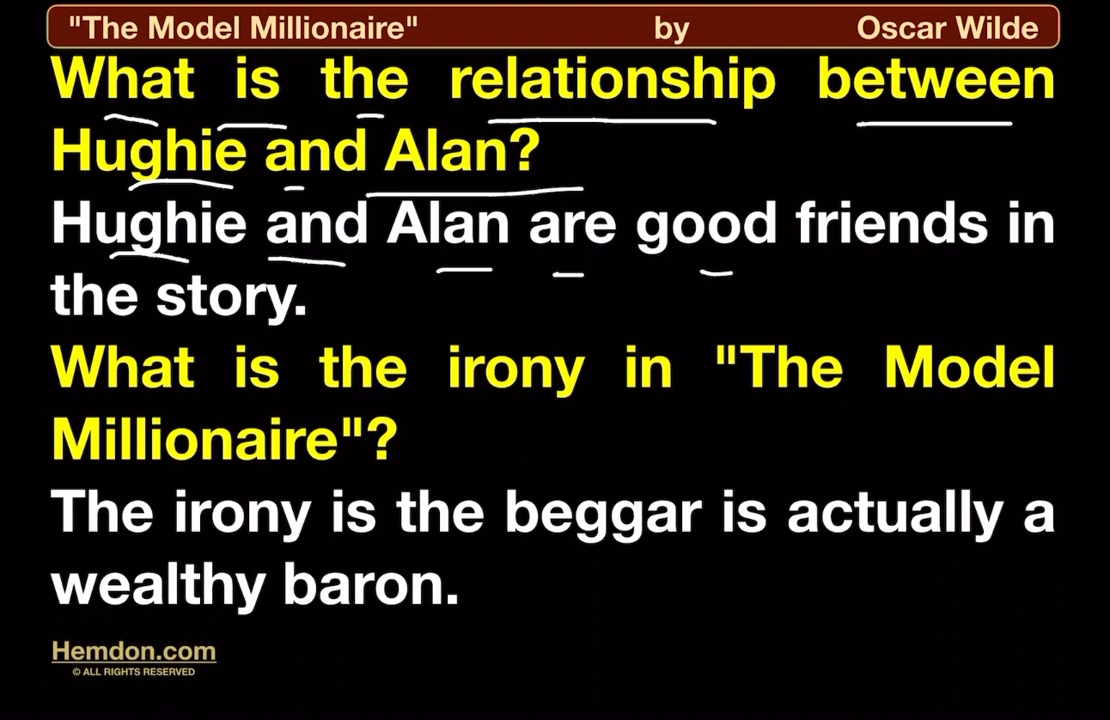 "The Model Millionaire" by Oscar Wilde
What is the relationship between
Hughie and Alan?
Hughie and Alan are good friends in
the story.
What is the irony in "The Model
Millionaire"?
The irony is the beggar is actually a
wealthy baron.
Hemdon.com
© ALL RIGHTS RESERVED